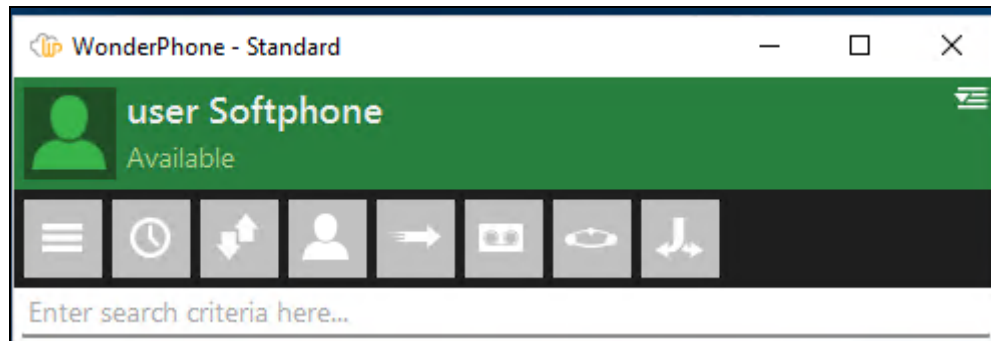 WonderPhone - Standard
user Softphone
Available
Enter search criteria here...